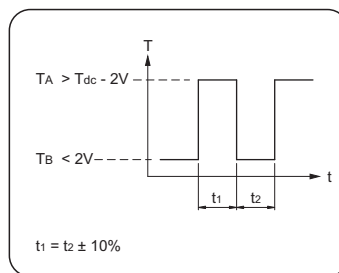 T
TA > Tdc - 2V
TB < 2V
t
t1 t2
t1 = t2 ± 10%